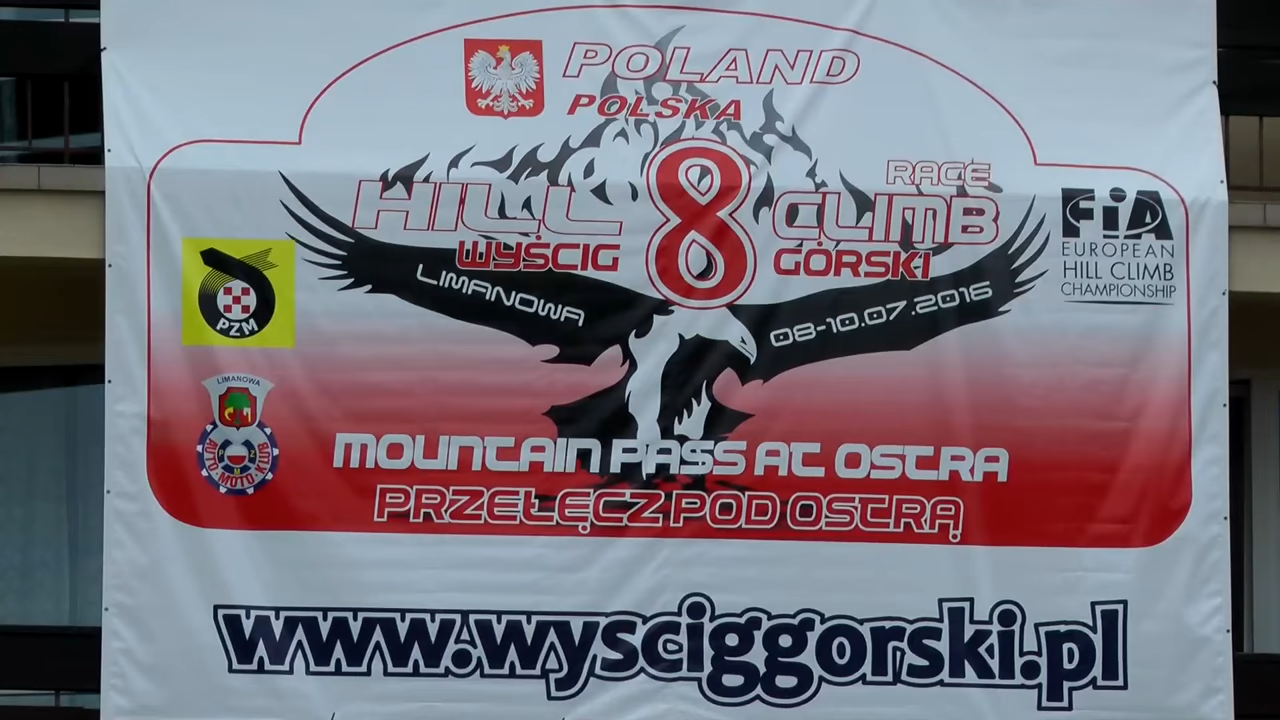 POLAND
POLSKA
HILL 8 CLIMB RACE
WYŚCIG GÓRSKI
LIMANOWA 08-10.07.2016
FiA
EUROPEAN
HILL CLIMB
CHAMPIONSHIP
PZM
LIMANOWA
AUTO-MOTO-KLUB
MOUNTAIN PASS AT OSTRA
PRZEŁĘCZ POD OSTRĄ
www.wysciggorski.pl